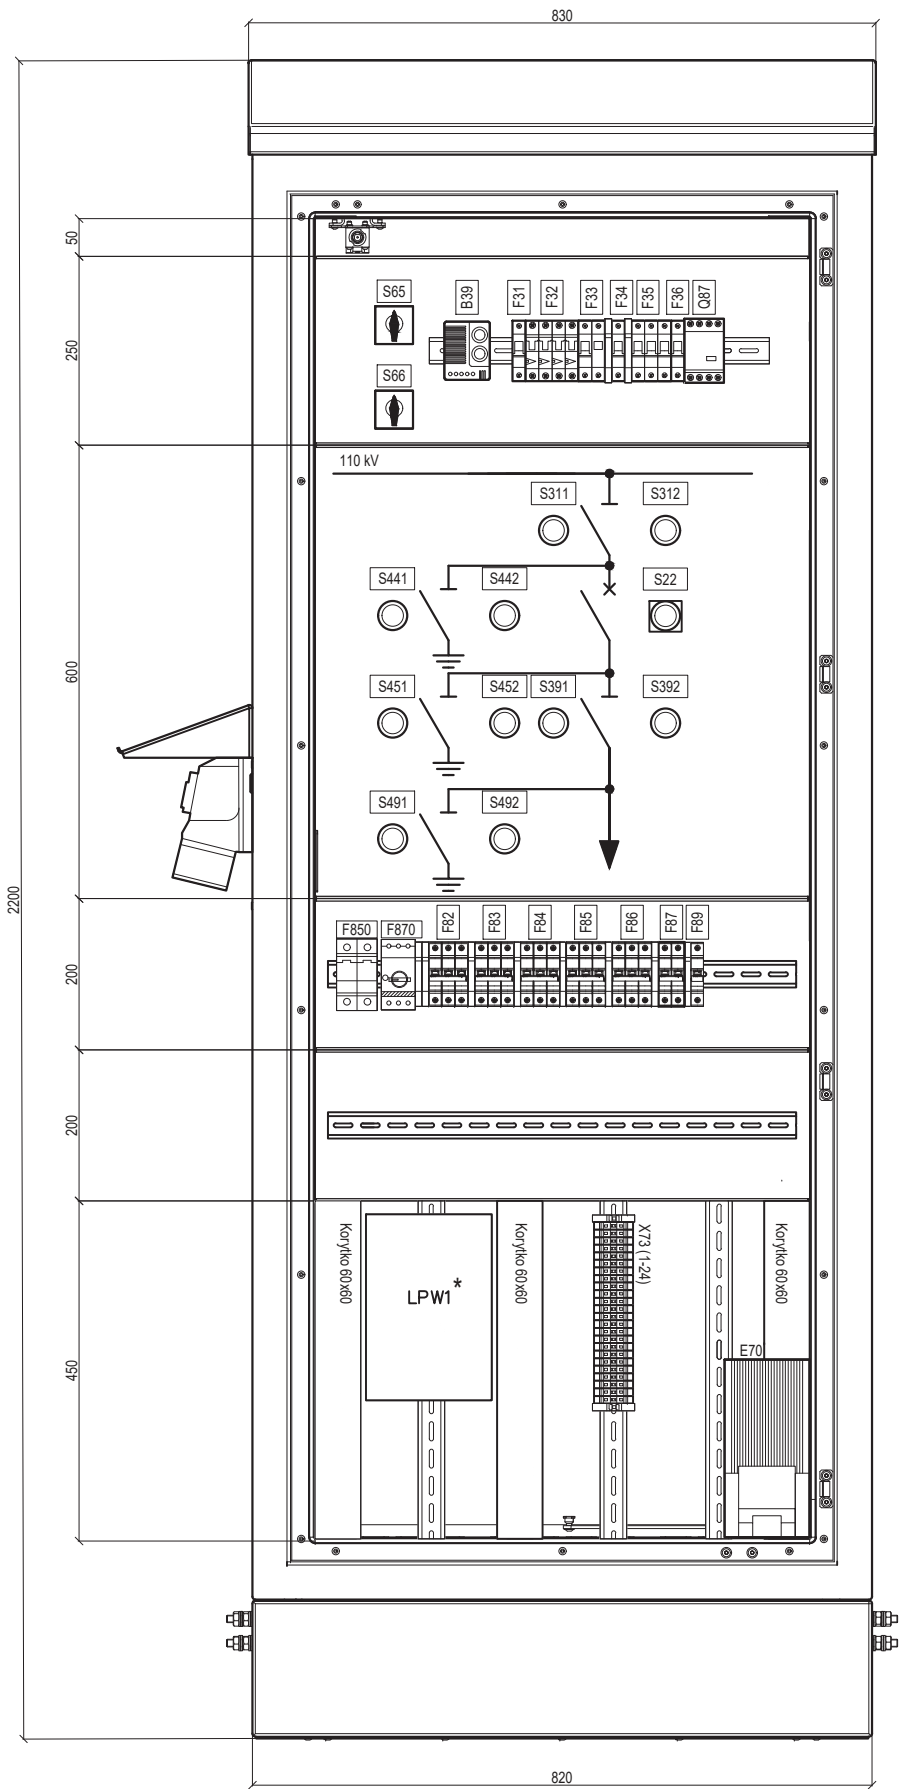 830
2200
50
250
600
200
200
450
S65
S66
B39
F31
F32
F33
F34
F35
F36
Q87
110 kV
S311
S312
S441
S442
S22
S451
S452
S391
S392
S491
S492
F850
F870
F82
F83
F84
F85
F86
F87
F89
Korytko 60x60
LPW1*
Korytko 60x60
X73 (1-24)
Korytko 60x60
E70
820